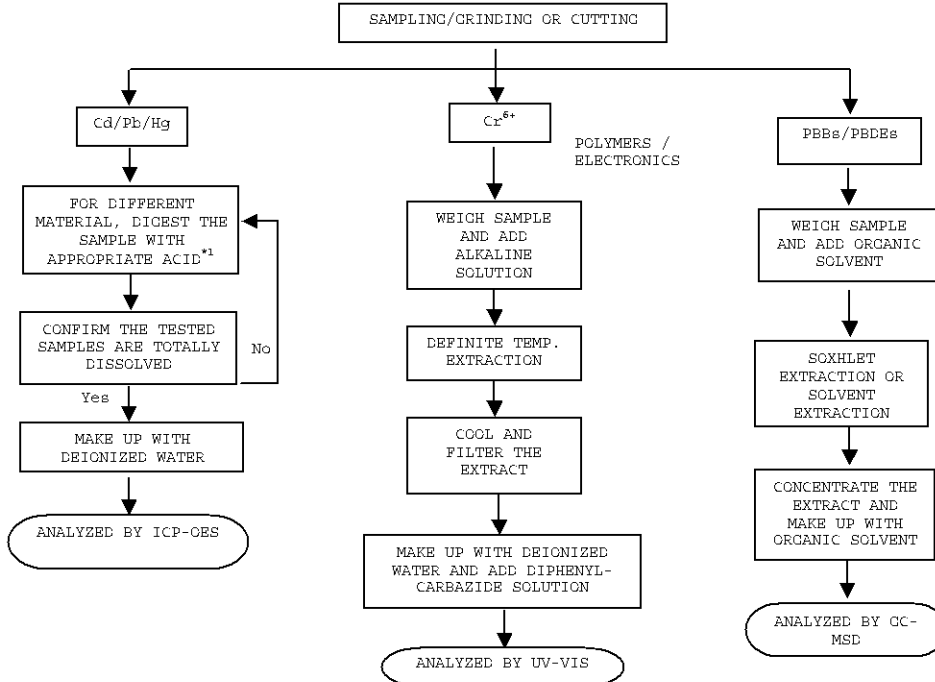 SAMPLING/GRINDING OR CUTTING
Cd/Pb/Hg
FOR DIFFERENT
MATERIAL, DIGEST THE
SAMPLE WITH
APPROPRIATE ACID*1
CONFIRM THE TESTED
SAMPLES ARE TOTALLY
DISSOLVED
No
Yes
MAKE UP WITH
DEIONIZED WATER
ANALYZED BY ICP-OES
Cr6+
POLYMERS /
ELECTRONICS
WEIGH SAMPLE
AND ADD
ALKALINE
SOLUTION
DEFINITE TEMP.
EXTRACTION
COOL AND
FILTER THE
EXTRACT
MAKE UP WITH DEIONIZED
WATER AND ADD DIPHENYL-
CARBAZIDE SOLUTION
ANALYZED BY UV-VIS
PBBs/PBDEs
WEIGH SAMPLE
AND ADD ORGANIC
SOLVENT
SOXHLET
EXTRACTION OR
SOLVENT
EXTRACTION
CONCENTRATE THE
EXTRACT AND
MAKE UP WITH
ORGANIC SOLVENT
ANALYZED BY GC-
MSD